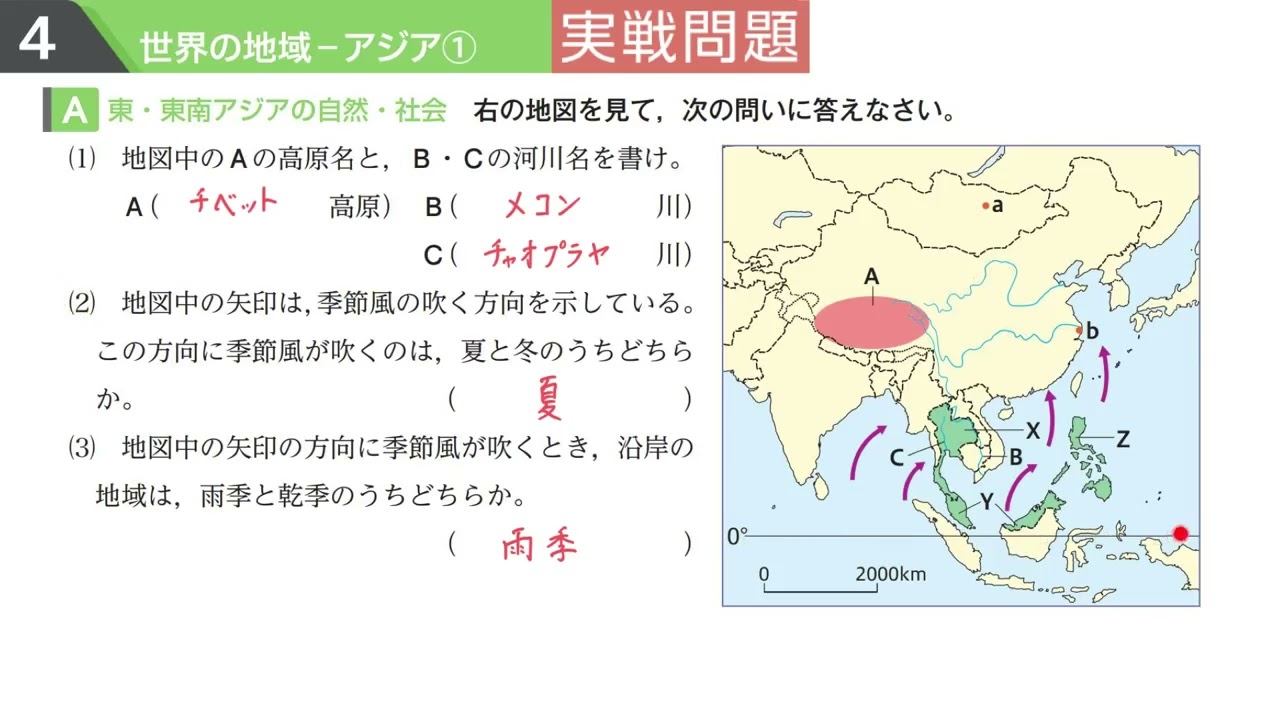 4 世界の地域－アジア① 実戦問題
A 東・東南アジアの自然・社会 右の地図を見て，次の問いに答えなさい。
⑴ 地図中のAの高原名と，B・Cの河川名を書け。
A( チベット 高原) B( メコン 川)
C( チャオプラヤ 川)
⑵ 地図中の矢印は，季節風の吹く方向を示している。
この方向に季節風が吹くのは，夏と冬のうちどちら
か。 ( 夏 )
⑶ 地図中の矢印の方向に季節風が吹くとき，沿岸の
地域は，雨季と乾季のうちどちらか。
( 雨季 )
a
A
b
X
Z
C
B
Y
0°
0 2000km